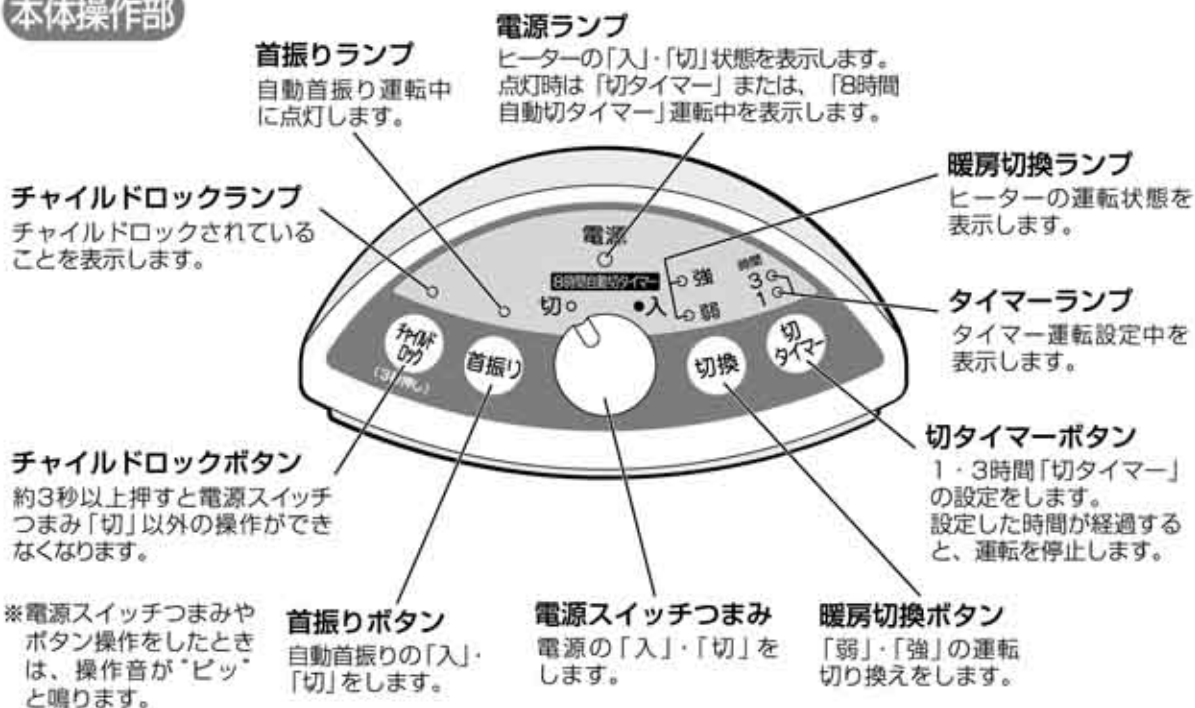 本体操作部
電源ランプ
ヒーターの「入」・「切」状態を表示します。
点灯時は「切タイマー」または、「8時間
自動切タイマー」運転中を表示します。
首振りランプ
自動首振り運転中
に点灯します。
暖房切換ランプ
ヒーターの運転状態を
表示します。
チャイルドロックランプ
チャイルドロックされている
ことを表示します。
タイマーランプ
タイマー運転設定中を
表示します。
電源
8時間自動切タイマー
切
入
強
弱
時間
3
1
チャイルド
ロック
(3秒押し)
首振り
切換
切
タイマー
チャイルドロックボタン
約3秒以上押すと電源スイッチ
つまみ「切」以外の操作ができ
なくなります。
切タイマーボタン
1・3時間「切タイマー」
の設定をします。
設定した時間が経過する
と、運転を停止します。
※電源スイッチつまみや
ボタン操作をしたとき
は、操作音が“ピッ”
と鳴ります。
首振りボタン
自動首振りの「入」・
「切」をします。
電源スイッチつまみ
電源の「入」・「切」を
します。
暖房切換ボタン
「弱」・「強」の運転
切り換えをします。